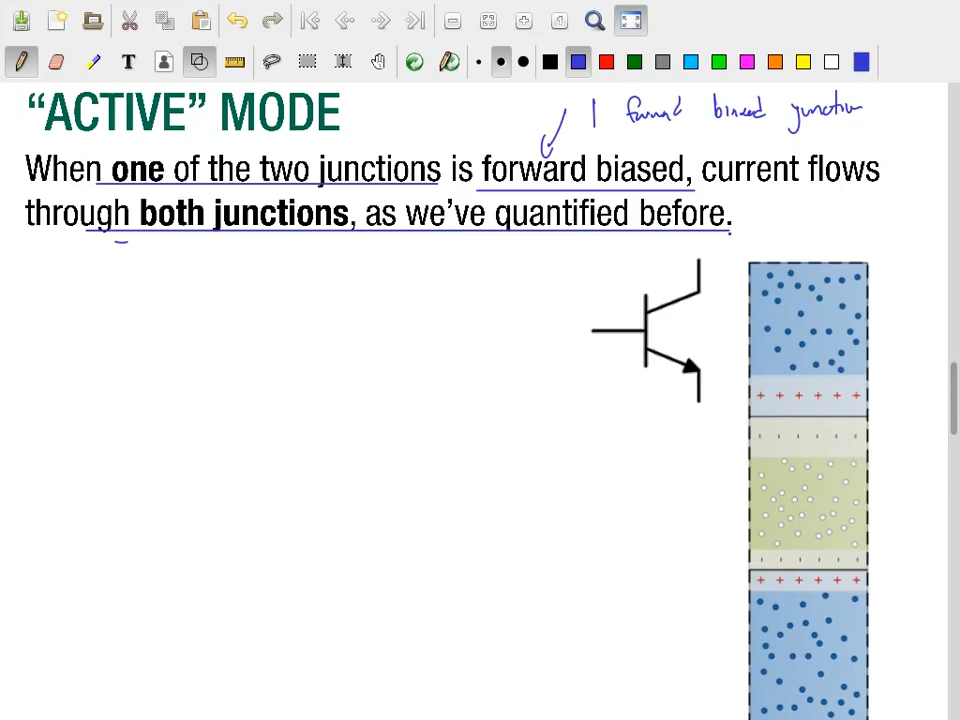 “ACTIVE” MODE
1 forward biased junction
When one of the two junctions is forward biased, current flows
through both junctions, as we’ve quantified before.